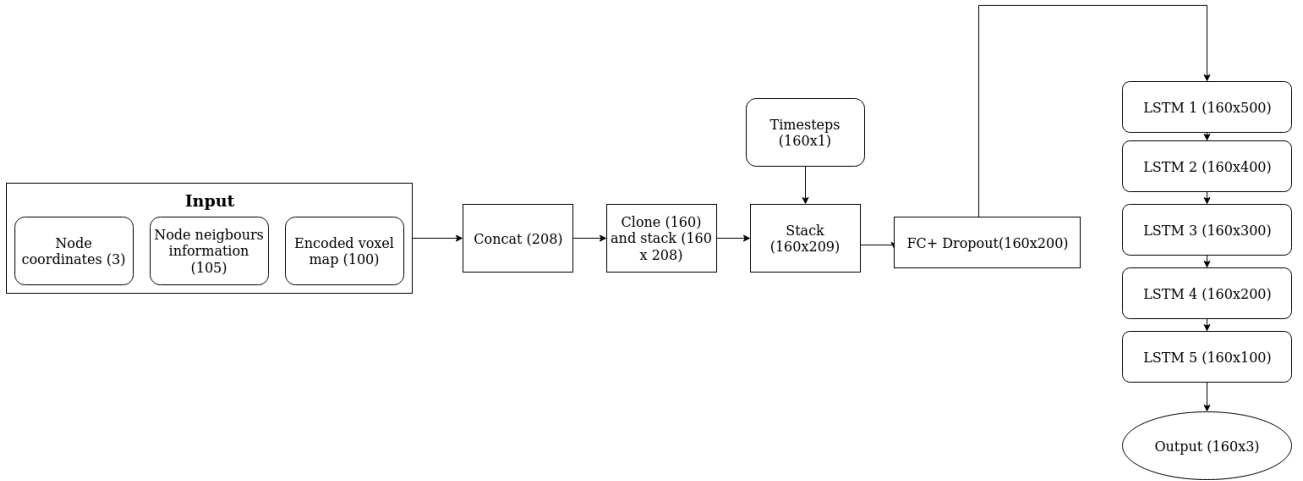 Input
Node
coordinates (3)
Node neigbours
information
(105)
Encoded voxel
map (100)
Concat (208)
Clone (160)
and stack (160
x 208)
Timesteps
(160x1)
Stack
(160x209)
FC+ Dropout(160x200)
LSTM 1 (160x500)
LSTM 2 (160x400)
LSTM 3 (160x300)
LSTM 4 (160x200)
LSTM 5 (160x100)
Output (160x3)